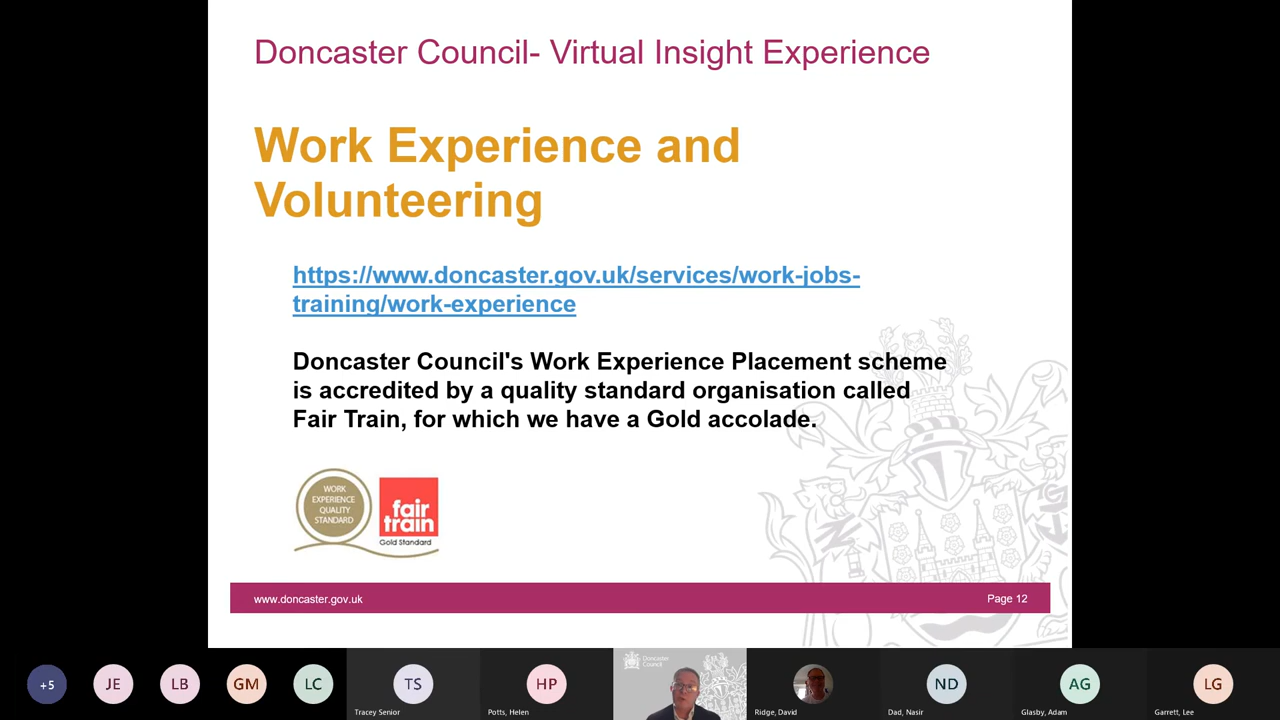 Doncaster Council- Virtual Insight Experience
Work Experience and
Volunteering
https://www.doncaster.gov.uk/services/work-jobs-
training/work-experience
Doncaster Council's Work Experience Placement scheme
is accredited by a quality standard organisation called
Fair Train, for which we have a Gold accolade.
WORK
EXPERIENCE
QUALITY
STANDARD
fair
train
Gold Standard
www.doncaster.gov.uk
Page 12
+5
JE
LB
GM
LC
TS
Tracey Senior
HP
Potts, Helen
Doncaster
Council
Ridge, David
ND
Dad, Nasir
AG
Glasby, Adam
LG
Garrett, Lee